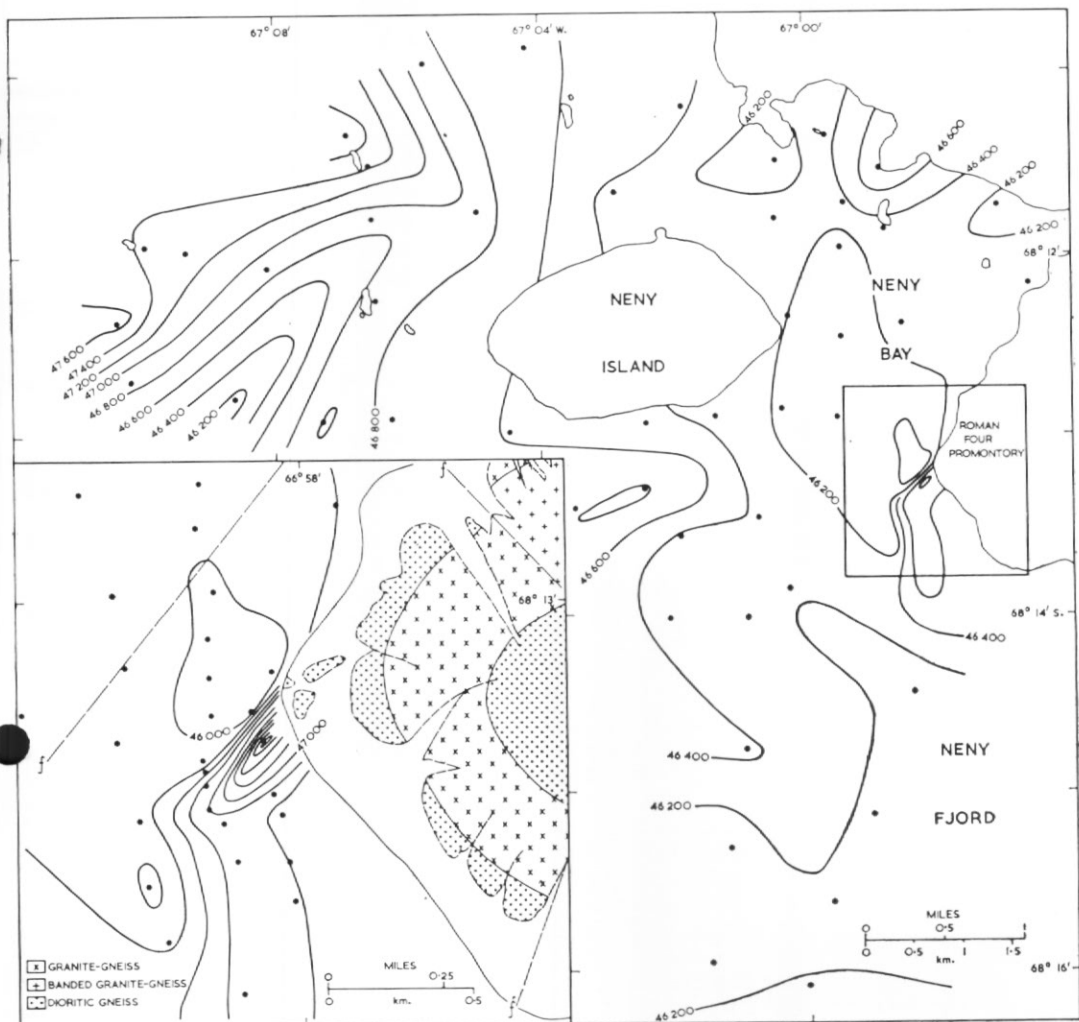 67° 08'
67° 04' W.
67° 00'
46 200
46 600
46 400
46 200
46 200
68° 12'
NENY
ISLAND
NENY
BAY
47 600
47 400
47 200
47 000
46 800
46 600
46 400
46 200
46 800
ROMAN
FOUR
PROMONTORY
46 200
46 600
68° 14' S.
46 400
46 400
46 200
NENY
FJORD
MILES
0 0·5 1
0 0·5 1 1·5
km.
68° 16'
46 200
66° 58'
f
68° 13'
46 000
47 000
f
f
x GRANITE-GNEISS
+ BANDED GRANITE-GNEISS
DIORITIC GNEISS
MILES
0 0·25
0 0·5
km.